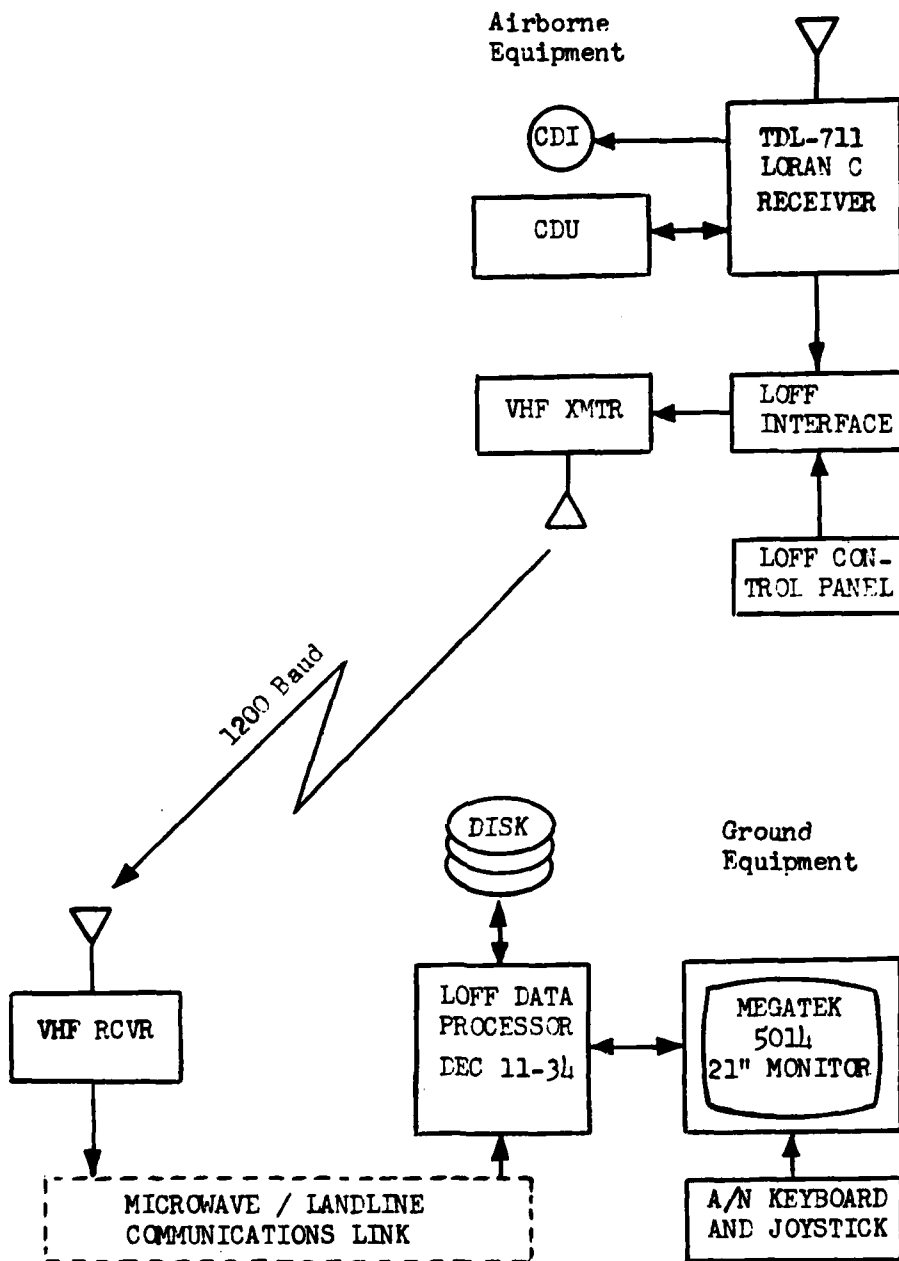 Airborne
Equipment
CDI
TDL-711
LORAN C
RECEIVER
CDU
VHF XMTR
LOFF
INTERFACE
LOFF CON-
TROL PANEL
1200 Baud
DISK
Ground
Equipment
VHF RCVR
LOFF DATA
PROCESSOR
DEC 11-34
MEGATEK
5014
21" MONITOR
MICROWAVE / LANDLINE
COMMUNICATIONS LINK
A/N KEYBOARD
AND JOYSTICK